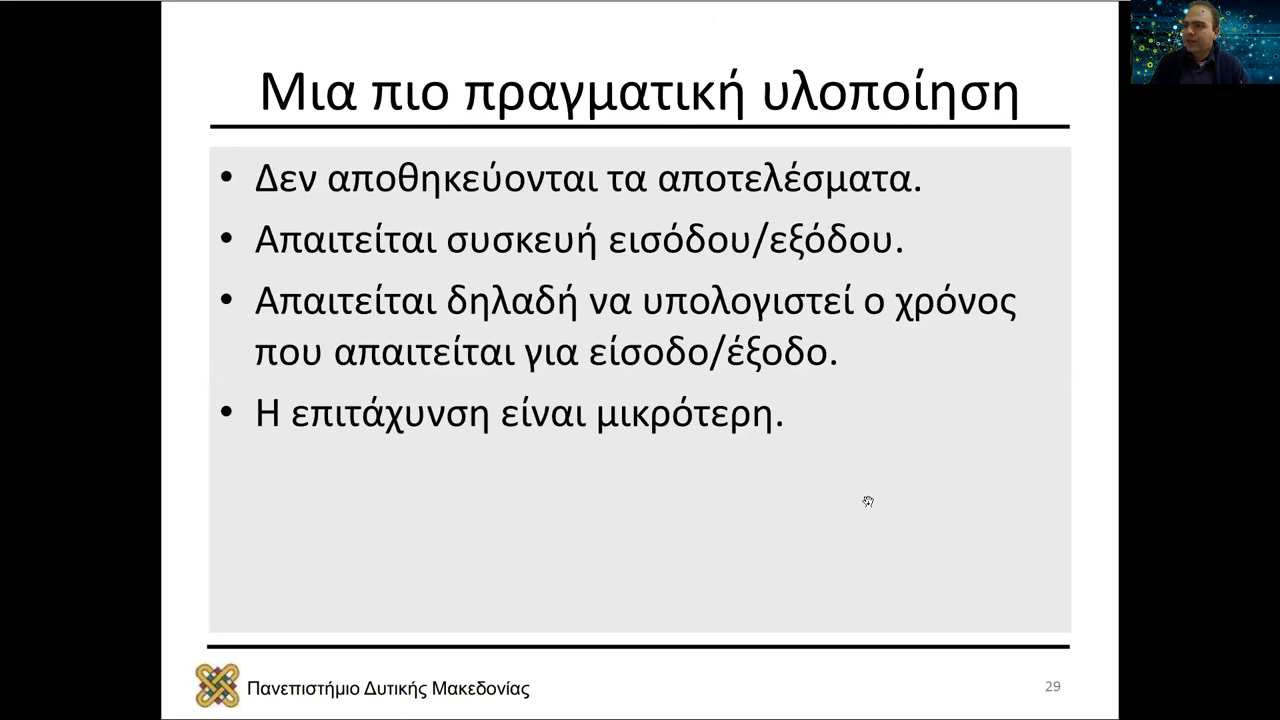 Μια πιο πραγματική υλοποίηση
• Δεν αποθηκεύονται τα αποτελέσματα.
• Απαιτείται συσκευή εισόδου/εξόδου.
• Απαιτείται δηλαδή να υπολογιστεί ο χρόνος
που απαιτείται για είσοδο/έξοδο.
• Η επιτάχυνση είναι μικρότερη.
Πανεπιστήμιο Δυτικής Μακεδονίας
29